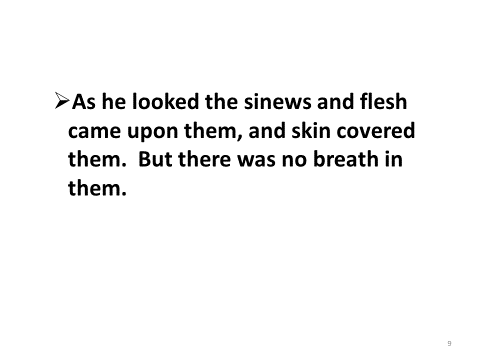 ➢As he looked the sinews and flesh
came upon them, and skin covered
them.  But there was no breath in
them.
9